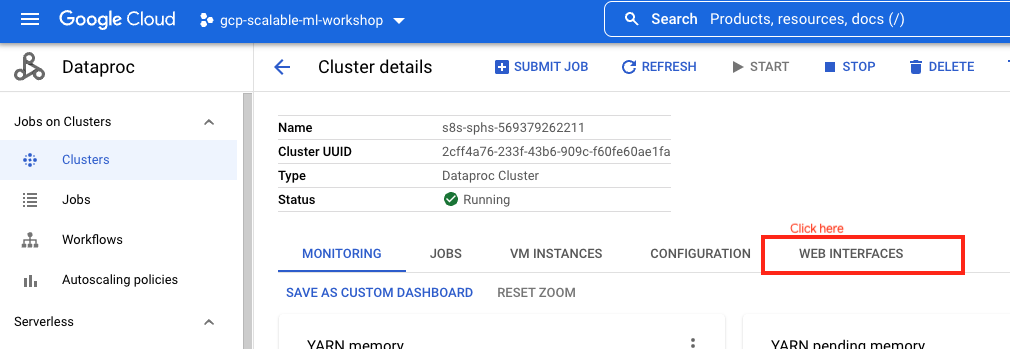 Google Cloud gcp-scalable-ml-workshop Search Products, resources, docs (/)
Dataproc Cluster details SUBMIT JOB REFRESH START STOP DELETE
Jobs on Clusters
Clusters
Jobs
Workflows
Autoscaling policies
Serverless
Name s8s-sphs-569379262211
Cluster UUID 2cff4a76-233f-43b6-909c-f60fe60ae1fa
Type Dataproc Cluster
Status Running
Click here
MONITORING JOBS VM INSTANCES CONFIGURATION WEB INTERFACES
SAVE AS CUSTOM DASHBOARD RESET ZOOM
YARN memory YARN pending memory